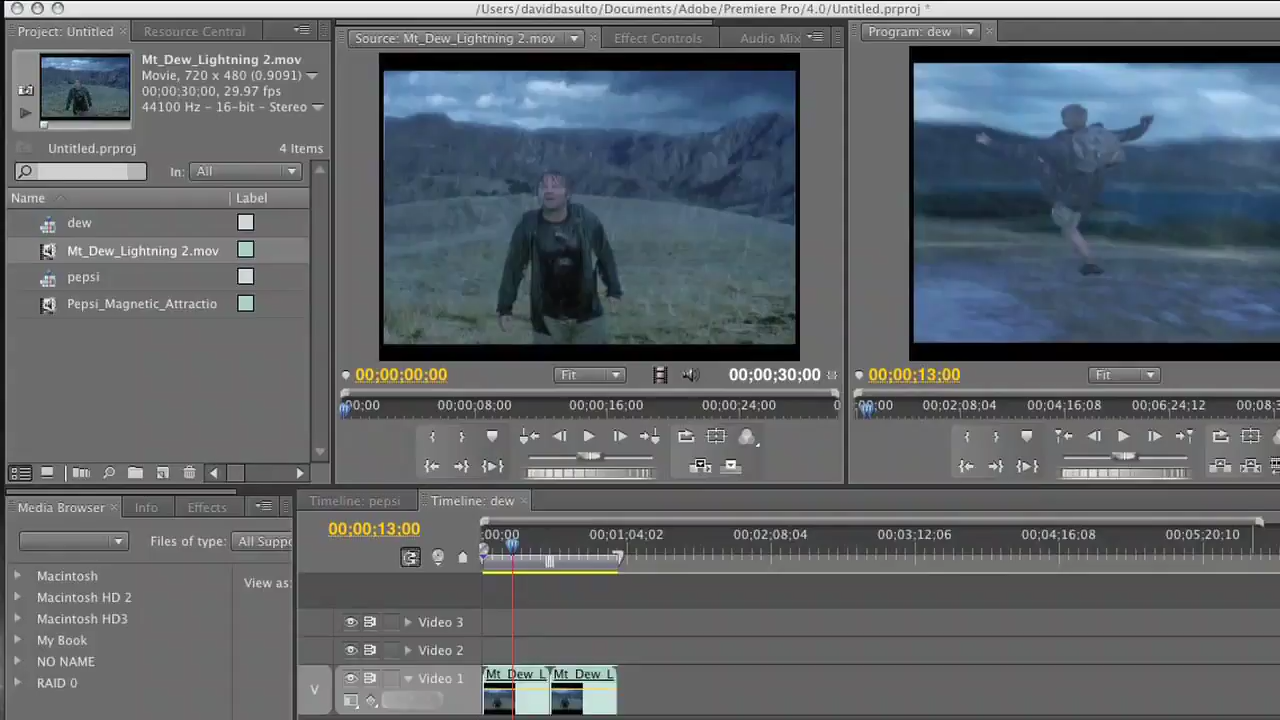 /Users/davidbasulto/Documents/Adobe/Premiere Pro/4.0/Untitled.prproj *
Project: Untitled
Resource Central
Mt_Dew_Lightning 2.mov
Movie, 720 x 480 (0.9091)
00;00;30;00, 29.97 fps
44100 Hz - 16-bit - Stereo
Untitled.prproj
4 Items
In:
All
Name
Label
dew
Mt_Dew_Lightning 2.mov
pepsi
Pepsi_Magnetic_Attractio
Source: Mt_Dew_Lightning 2.mov
Effect Controls
Audio Mix
00;00;00;00
Fit
00;00;30;00
00;00
00;00;08;00
00;00;16;00
00;00;24;00
0
Program: dew
00;00;13;00
Fit
00;00
00;02;08;04
00;04;16;08
00;06;24;12
00;08;3
Media Browser
Info
Effects
Files of type:
All Suppo
View as:
Macintosh
Macintosh HD 2
Macintosh HD3
My Book
NO NAME
RAID 0
Timeline: pepsi
Timeline: dew
00;00;13;00
;00;00
00;01;04;02
00;02;08;04
00;03;12;06
00;04;16;08
00;05;20;10
Video 3
Video 2
V
Video 1
Mt_Dew_L
Mt_Dew_L